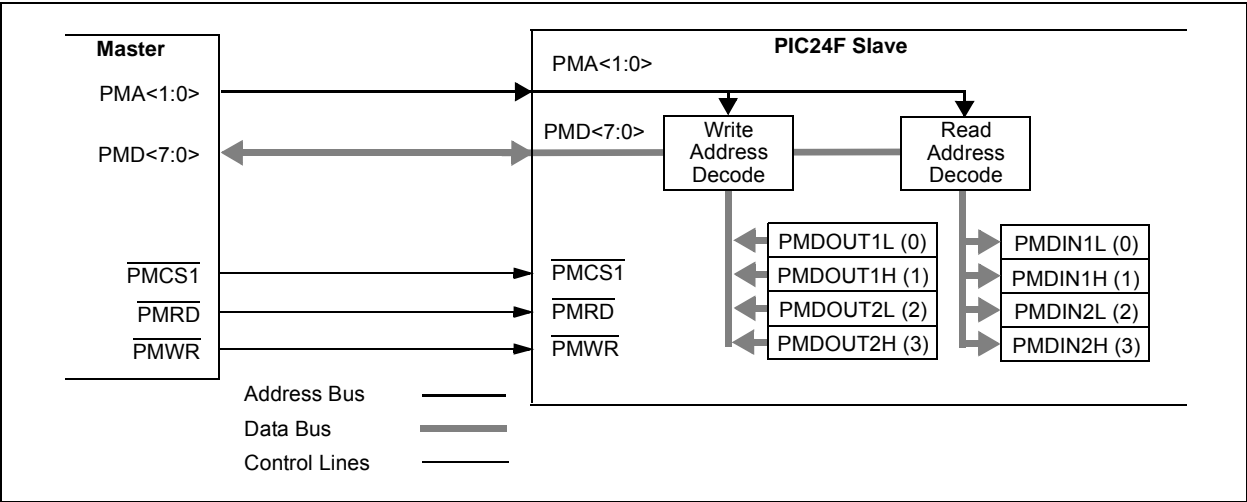 Master
PIC24F Slave
PMA<1:0>
PMA<1:0>
PMD<7:0>
PMD<7:0>
Write
Address
Decode
Read
Address
Decode
PMDOUT1L (0)
PMDOUT1H (1)
PMDOUT2L (2)
PMDOUT2H (3)
PMDIN1L (0)
PMDIN1H (1)
PMDIN2L (2)
PMDIN2H (3)
PMCS1
PMCS1
PMRD
PMRD
PMWR
PMWR
Address Bus
Data Bus
Control Lines